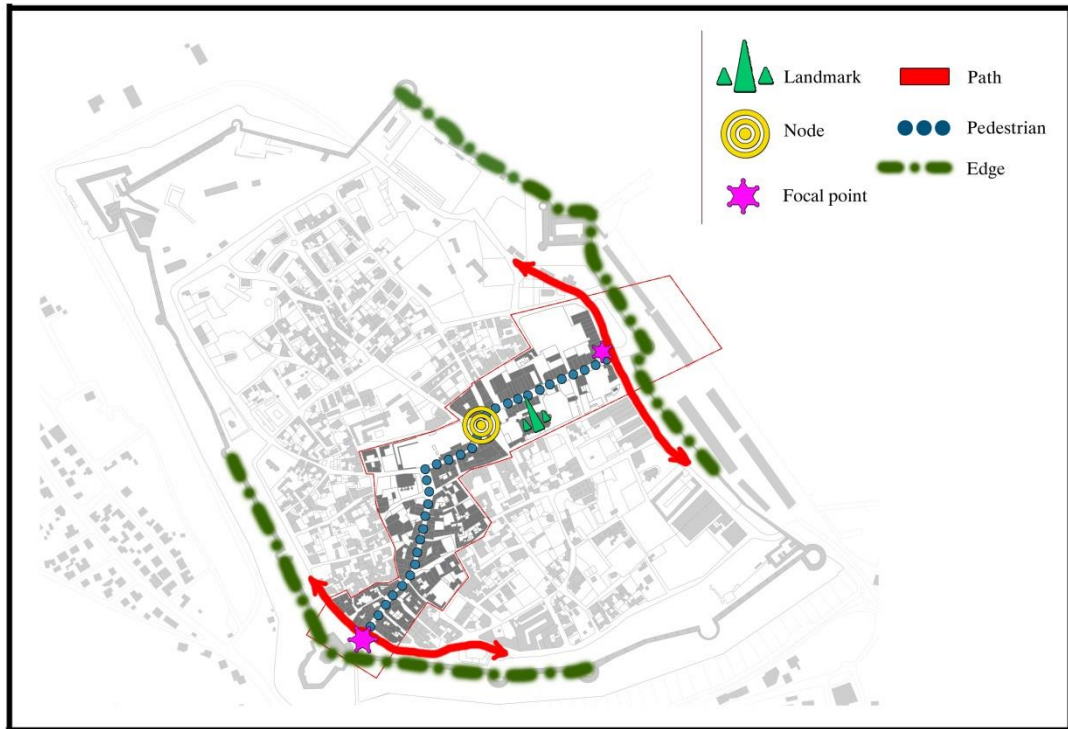 Landmark
Path
Node
Pedestrian
Edge
Focal point